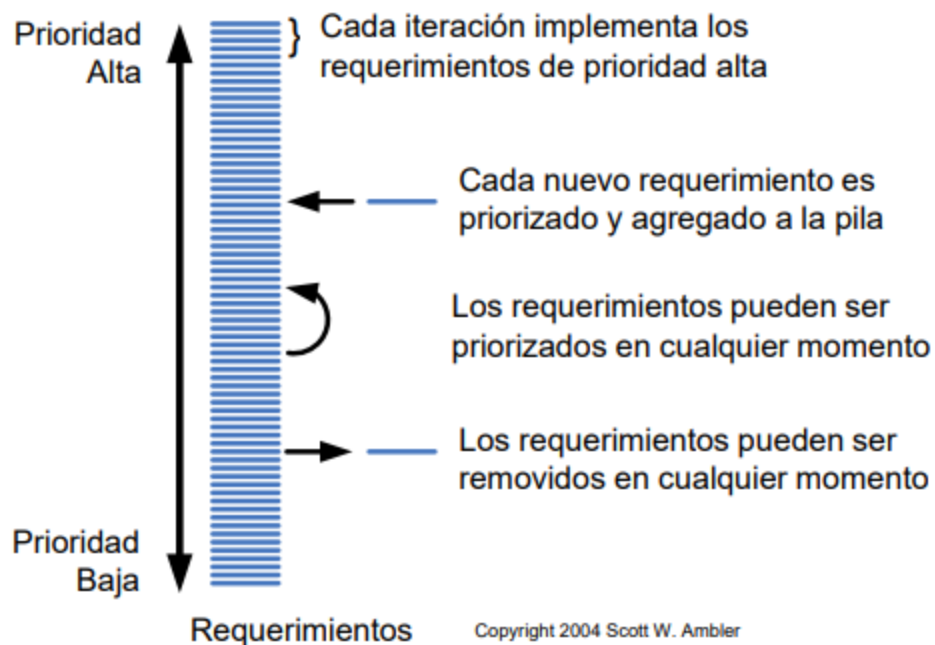 Prioridad
Alta
} Cada iteración implementa los
requerimientos de prioridad alta
Cada nuevo requerimiento es
priorizado y agregado a la pila
Los requerimientos pueden ser
priorizados en cualquier momento
Los requerimientos pueden ser
removidos en cualquier momento
Prioridad
Baja
Requerimientos
Copyright 2004 Scott W. Ambler